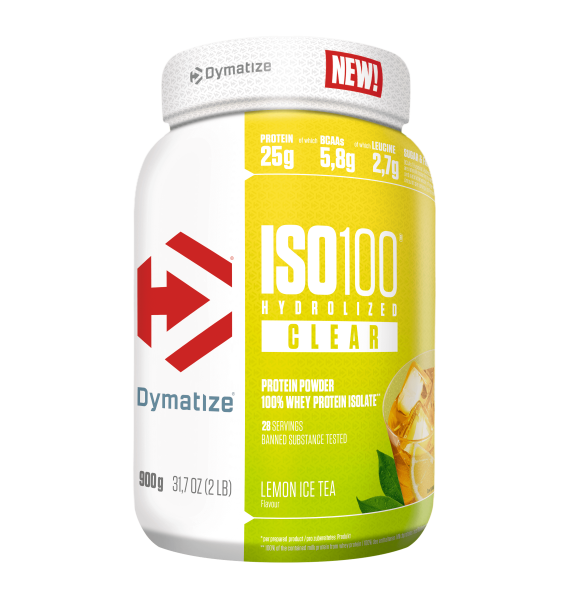 Dymatize
NEW!
PROTEIN
25g
of which BCAAs
5,8g
of which LEUCINE
2,7g
ISO100®
HYDROLIZED
CLEAR
Dymatize®
PROTEIN POWDER
100% WHEY PROTEIN ISOLATE**
28 SERVINGS
BANNED SUBSTANCE TESTED
900g 31,7 OZ (2 LB)
LEMON ICE TEA
Flavour